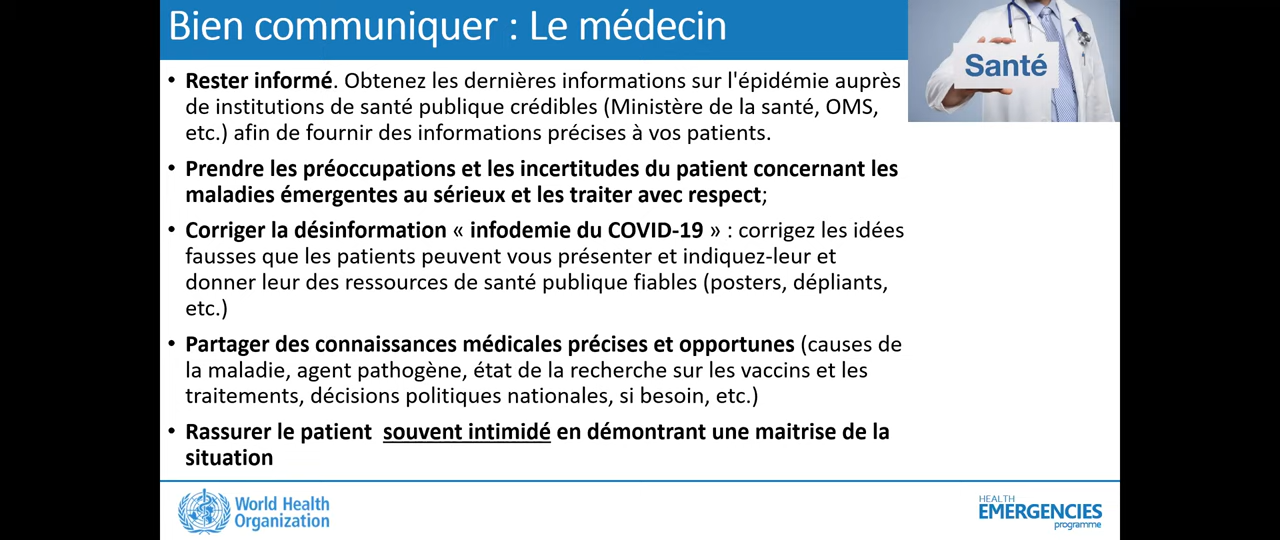 Bien communiquer : Le médecin
Santé
• Rester informé. Obtenez les dernières informations sur l'épidémie auprès
de institutions de santé publique crédibles (Ministère de la santé, OMS,
etc.) afin de fournir des informations précises à vos patients.
• Prendre les préoccupations et les incertitudes du patient concernant les
maladies émergentes au sérieux et les traiter avec respect;
• Corriger la désinformation « infodemie du COVID-19 » : corrigez les idées
fausses que les patients peuvent vous présenter et indiquez-leur et
donner leur des ressources de santé publique fiables (posters, dépliants,
etc.)
• Partager des connaissances médicales précises et opportunes (causes de
la maladie, agent pathogène, état de la recherche sur les vaccins et les
traitements, décisions politiques nationales, si besoin, etc.)
• Rassurer le patient souvent intimidé en démontrant une maitrise de la
situation
World Health
Organization
HEALTH
EMERGENCIES
programme